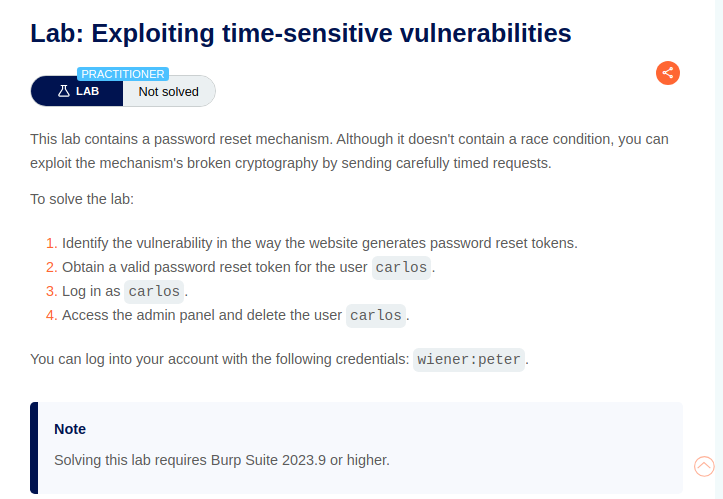 Lab: Exploiting time-sensitive vulnerabilities
PRACTITIONER
LAB
Not solved
This lab contains a password reset mechanism. Although it doesn't contain a race condition, you can
exploit the mechanism's broken cryptography by sending carefully timed requests.
To solve the lab:
1. Identify the vulnerability in the way the website generates password reset tokens.
2. Obtain a valid password reset token for the user carlos.
3. Log in as carlos.
4. Access the admin panel and delete the user carlos.
You can log into your account with the following credentials: wiener:peter.
Note
Solving this lab requires Burp Suite 2023.9 or higher.